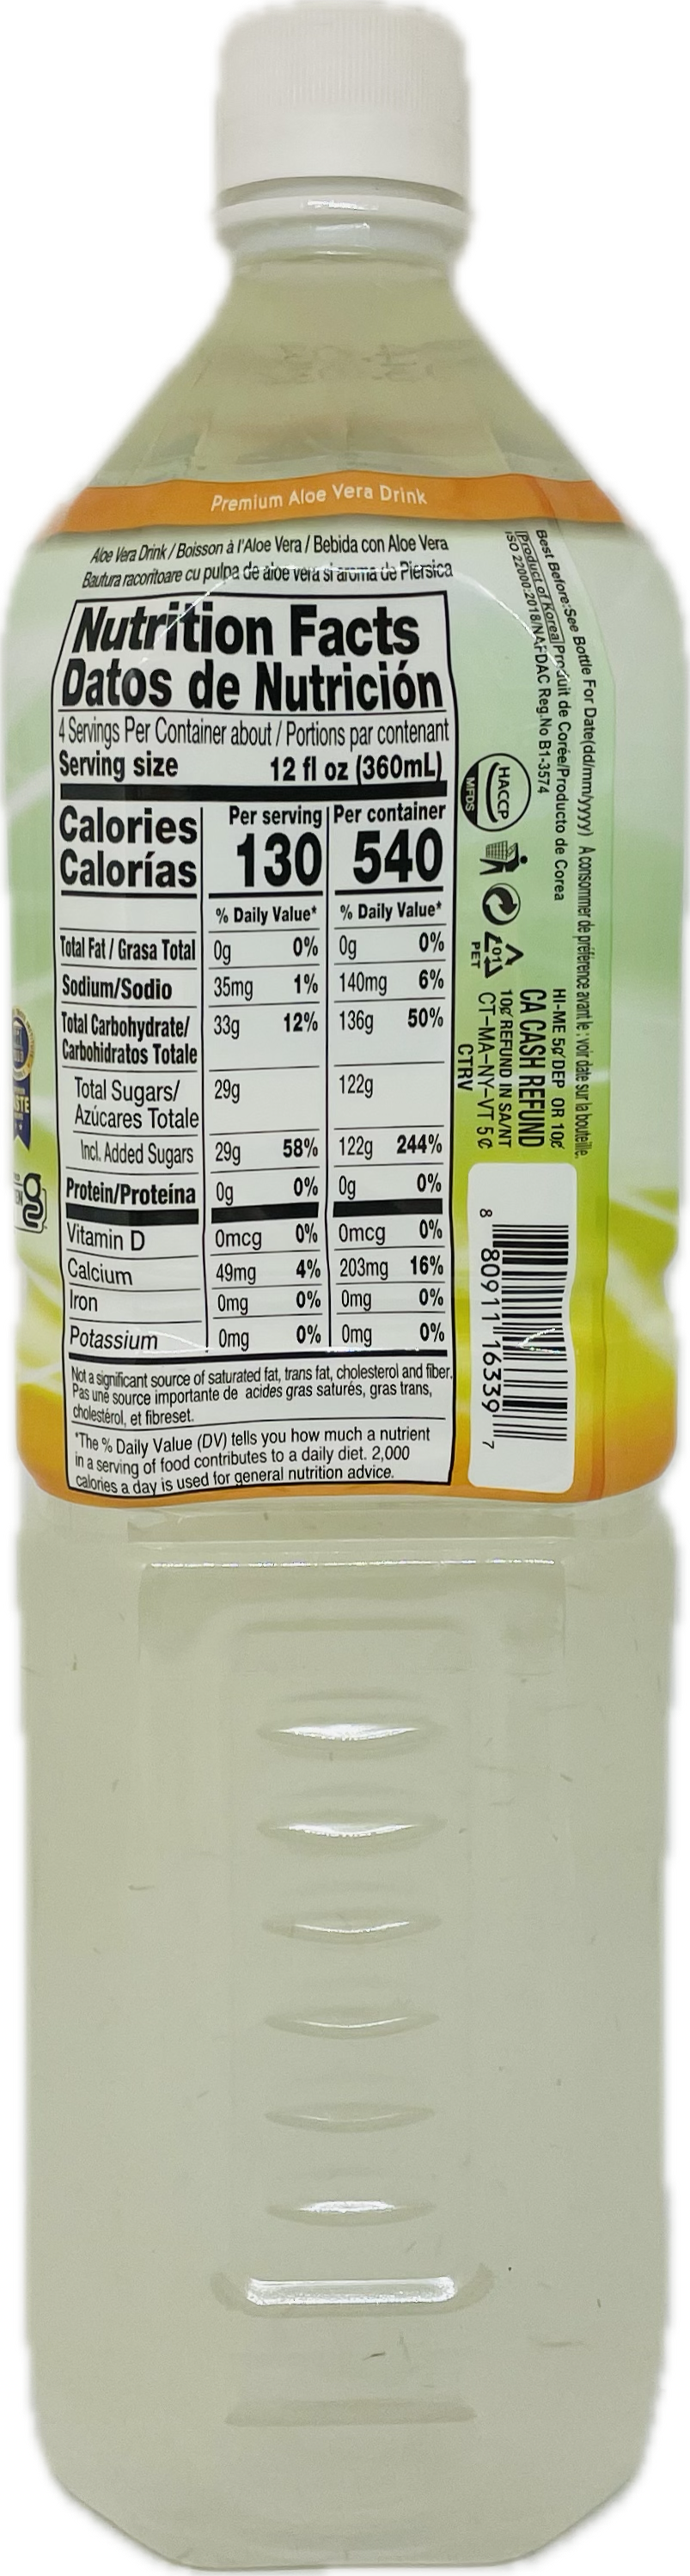 Premium Aloe Vera Drink
Aloe Vera Drink / Boisson à l'Aloe Vera / Bebida con Aloe Vera
Bautura racoritoare cu pulpa de aloe vera si aroma de Piersica
Nutrition Facts
Datos de Nutrición
4 Servings Per Container about / Portions par contenant
Serving size 12 fl oz (360mL)
Calories
Calorías
Per serving Per container
130 540
% Daily Value* % Daily Value*
Total Fat / Grasa Total 0g 0% 0g 0%
Sodium/Sodio 35mg 1% 140mg 6%
Total Carbohydrate/
Carbohidratos Totale 33g 12% 136g 50%
Total Sugars/
Azúcares Totale 29g 122g
Incl. Added Sugars 29g 58% 122g 244%
Protein/Proteína 0g 0% 0g 0%
Vitamin D 0mcg 0% 0mcg 0%
Calcium 49mg 4% 203mg 16%
Iron 0mg 0% 0mg 0%
Potassium 0mg 0% 0mg 0%
Not a significant source of saturated fat, trans fat, cholesterol and fiber.
Pas une source importante de acides gras saturés, gras trans,
cholestérol, et fibreset.
*The % Daily Value (DV) tells you how much a nutrient
in a serving of food contributes to a daily diet. 2,000
calories a day is used for general nutrition advice.
Best Before:See Bottle For Date(dd/mm/yyyy) A consommer de préférence avant le : voir date sur la bouteille.
Product of Korea Produit de Corée/Producto de Corea
ISO 22000:2018/NAFDAC Reg.No B1-3574
HACCP
MFDS
01
PET
HI-ME 5¢ DEP OR 10¢
CA CASH REFUND
10¢ REFUND IN SA/NT
CT-MA-NY-VT 5¢
CTRV
8 809111 163397